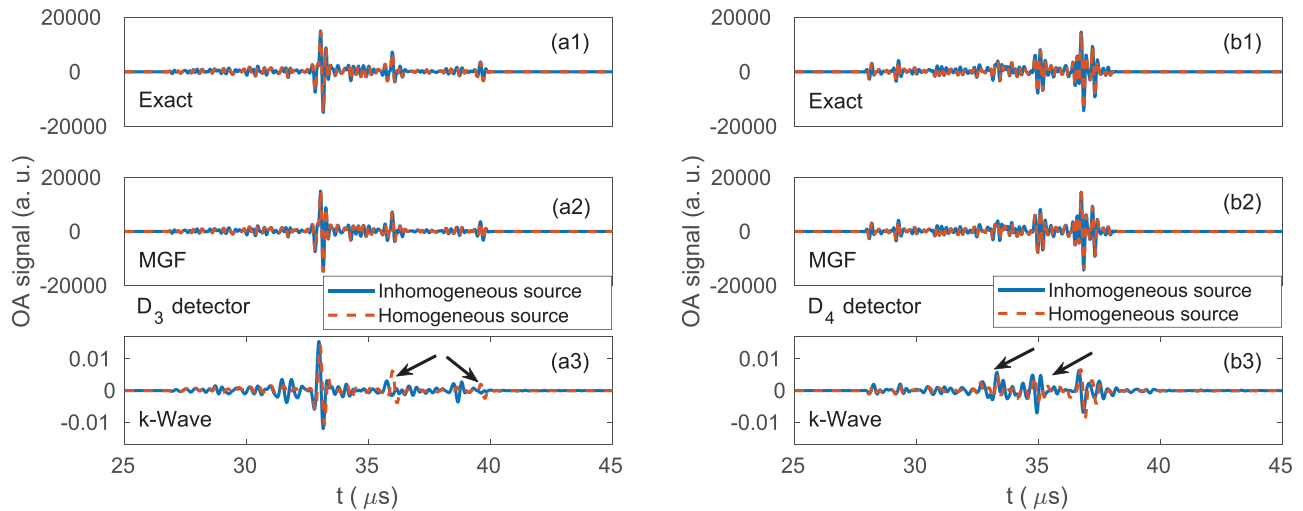 20000
0
-20000
(a1)
Exact
20000
0
-20000
(a2)
MGF
OA signal (a. u.)
D3 detector
Inhomogeneous source
Homogeneous source
0.01
0
-0.01
(a3)
k-Wave
25 30 35 40 45
t ( μs)
20000
0
-20000
(b1)
Exact
20000
0
-20000
(b2)
MGF
OA signal (a. u.)
D4 detector
Inhomogeneous source
Homogeneous source
0.01
0
-0.01
(b3)
k-Wave
25 30 35 40 45
t ( μs)